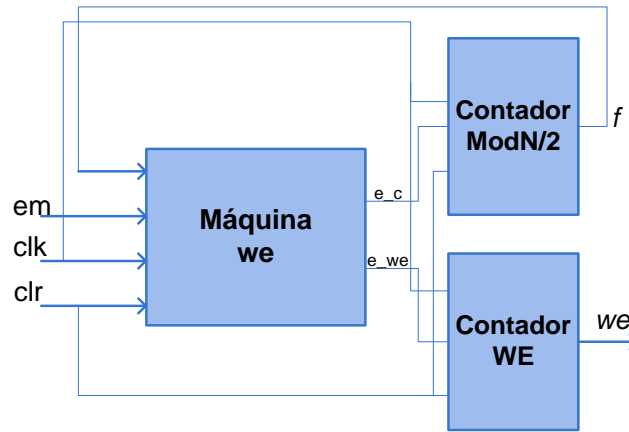 Contador
ModN/2
f
em
clk
clr
Máquina
we
e_c
e_we
Contador
WE
we